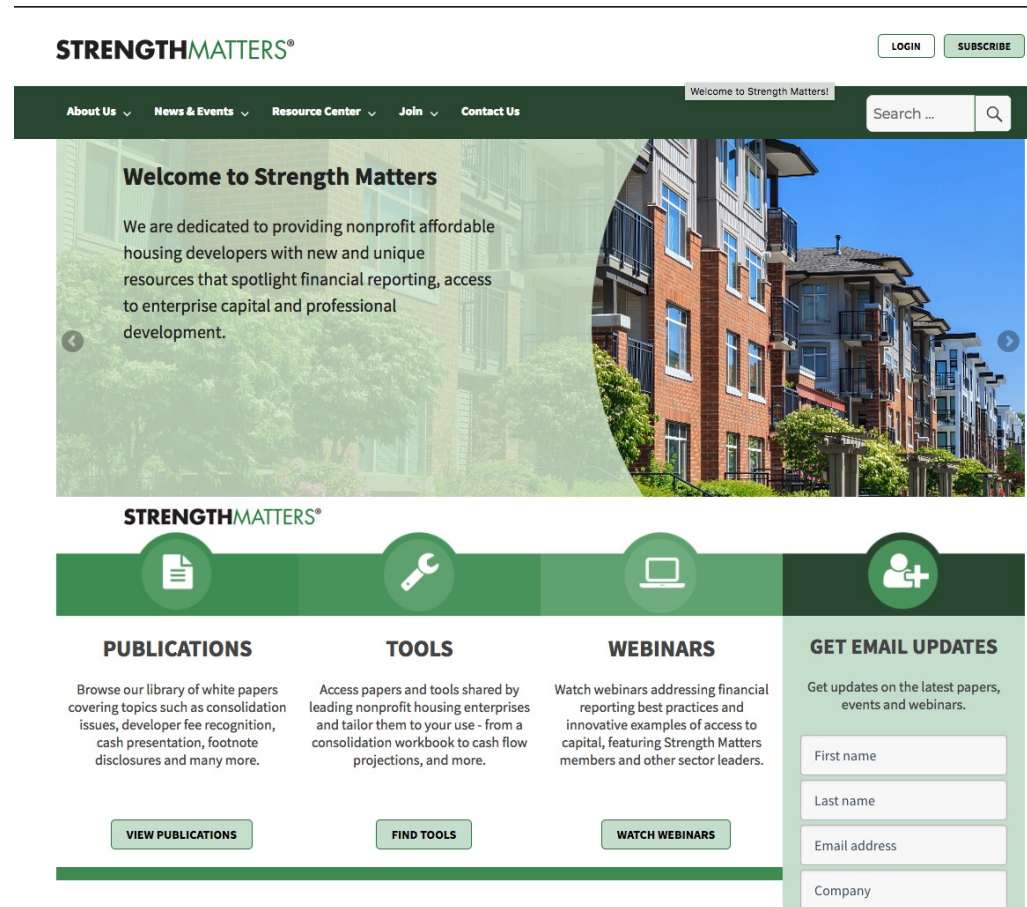 STRENGTHMATTERS®
LOGIN
SUBSCRIBE
Welcome to Strength Matters!
About Us
News & Events
Resource Center
Join
Contact Us
Search ...
Welcome to Strength Matters
We are dedicated to providing nonprofit affordable
housing developers with new and unique
resources that spotlight financial reporting, access
to enterprise capital and professional
development.
STRENGTHMATTERS®
PUBLICATIONS
Browse our library of white papers
covering topics such as consolidation
issues, developer fee recognition,
cash presentation, footnote
disclosures and many more.
VIEW PUBLICATIONS
TOOLS
Access papers and tools shared by
leading nonprofit housing enterprises
and tailor them to your use - from a
consolidation workbook to cash flow
projections, and more.
FIND TOOLS
WEBINARS
Watch webinars addressing financial
reporting best practices and
innovative examples of access to
capital, featuring Strength Matters
members and other sector leaders.
WATCH WEBINARS
GET EMAIL UPDATES
Get updates on the latest papers,
events and webinars.
First name
Last name
Email address
Company